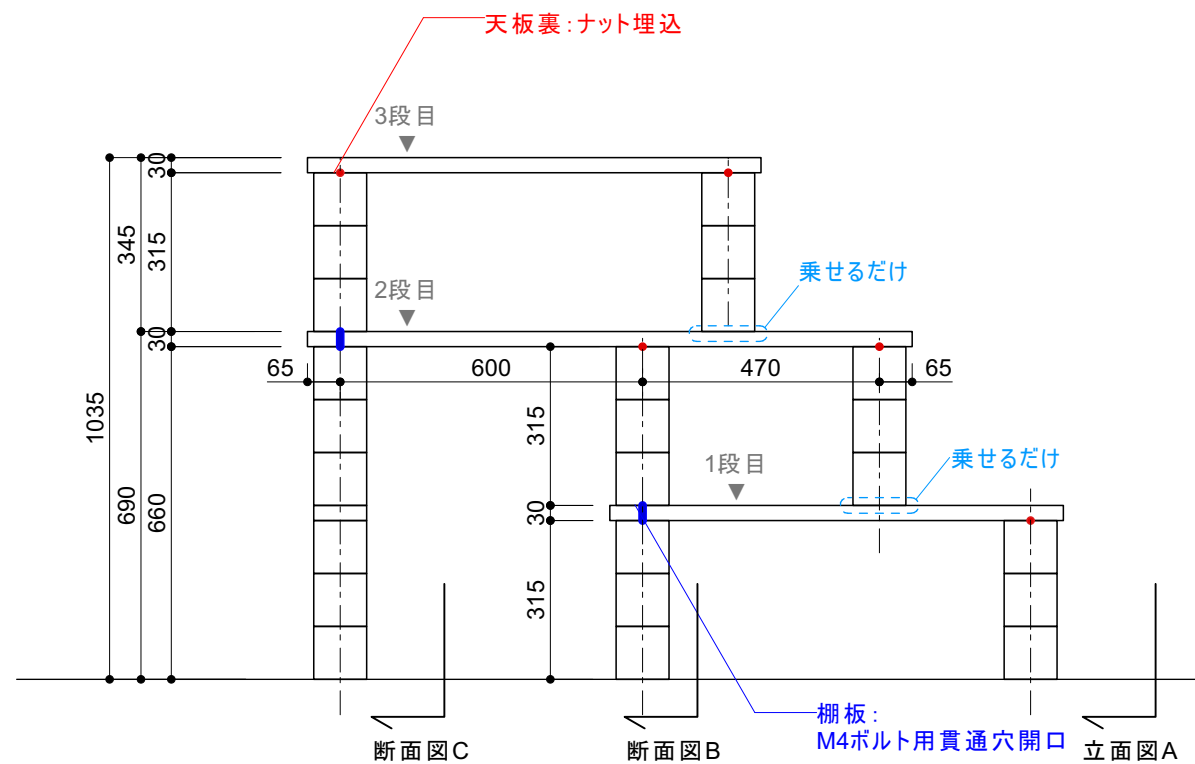 天板裏：ナット埋込
3段目
30
345
315
2段目
乗せるだけ
30
65
600
470
65
1035
315
1段目
乗せるだけ
690
660
30
315
棚板：
M4ボルト用貫通穴開口
断面図C
断面図B
立面図A